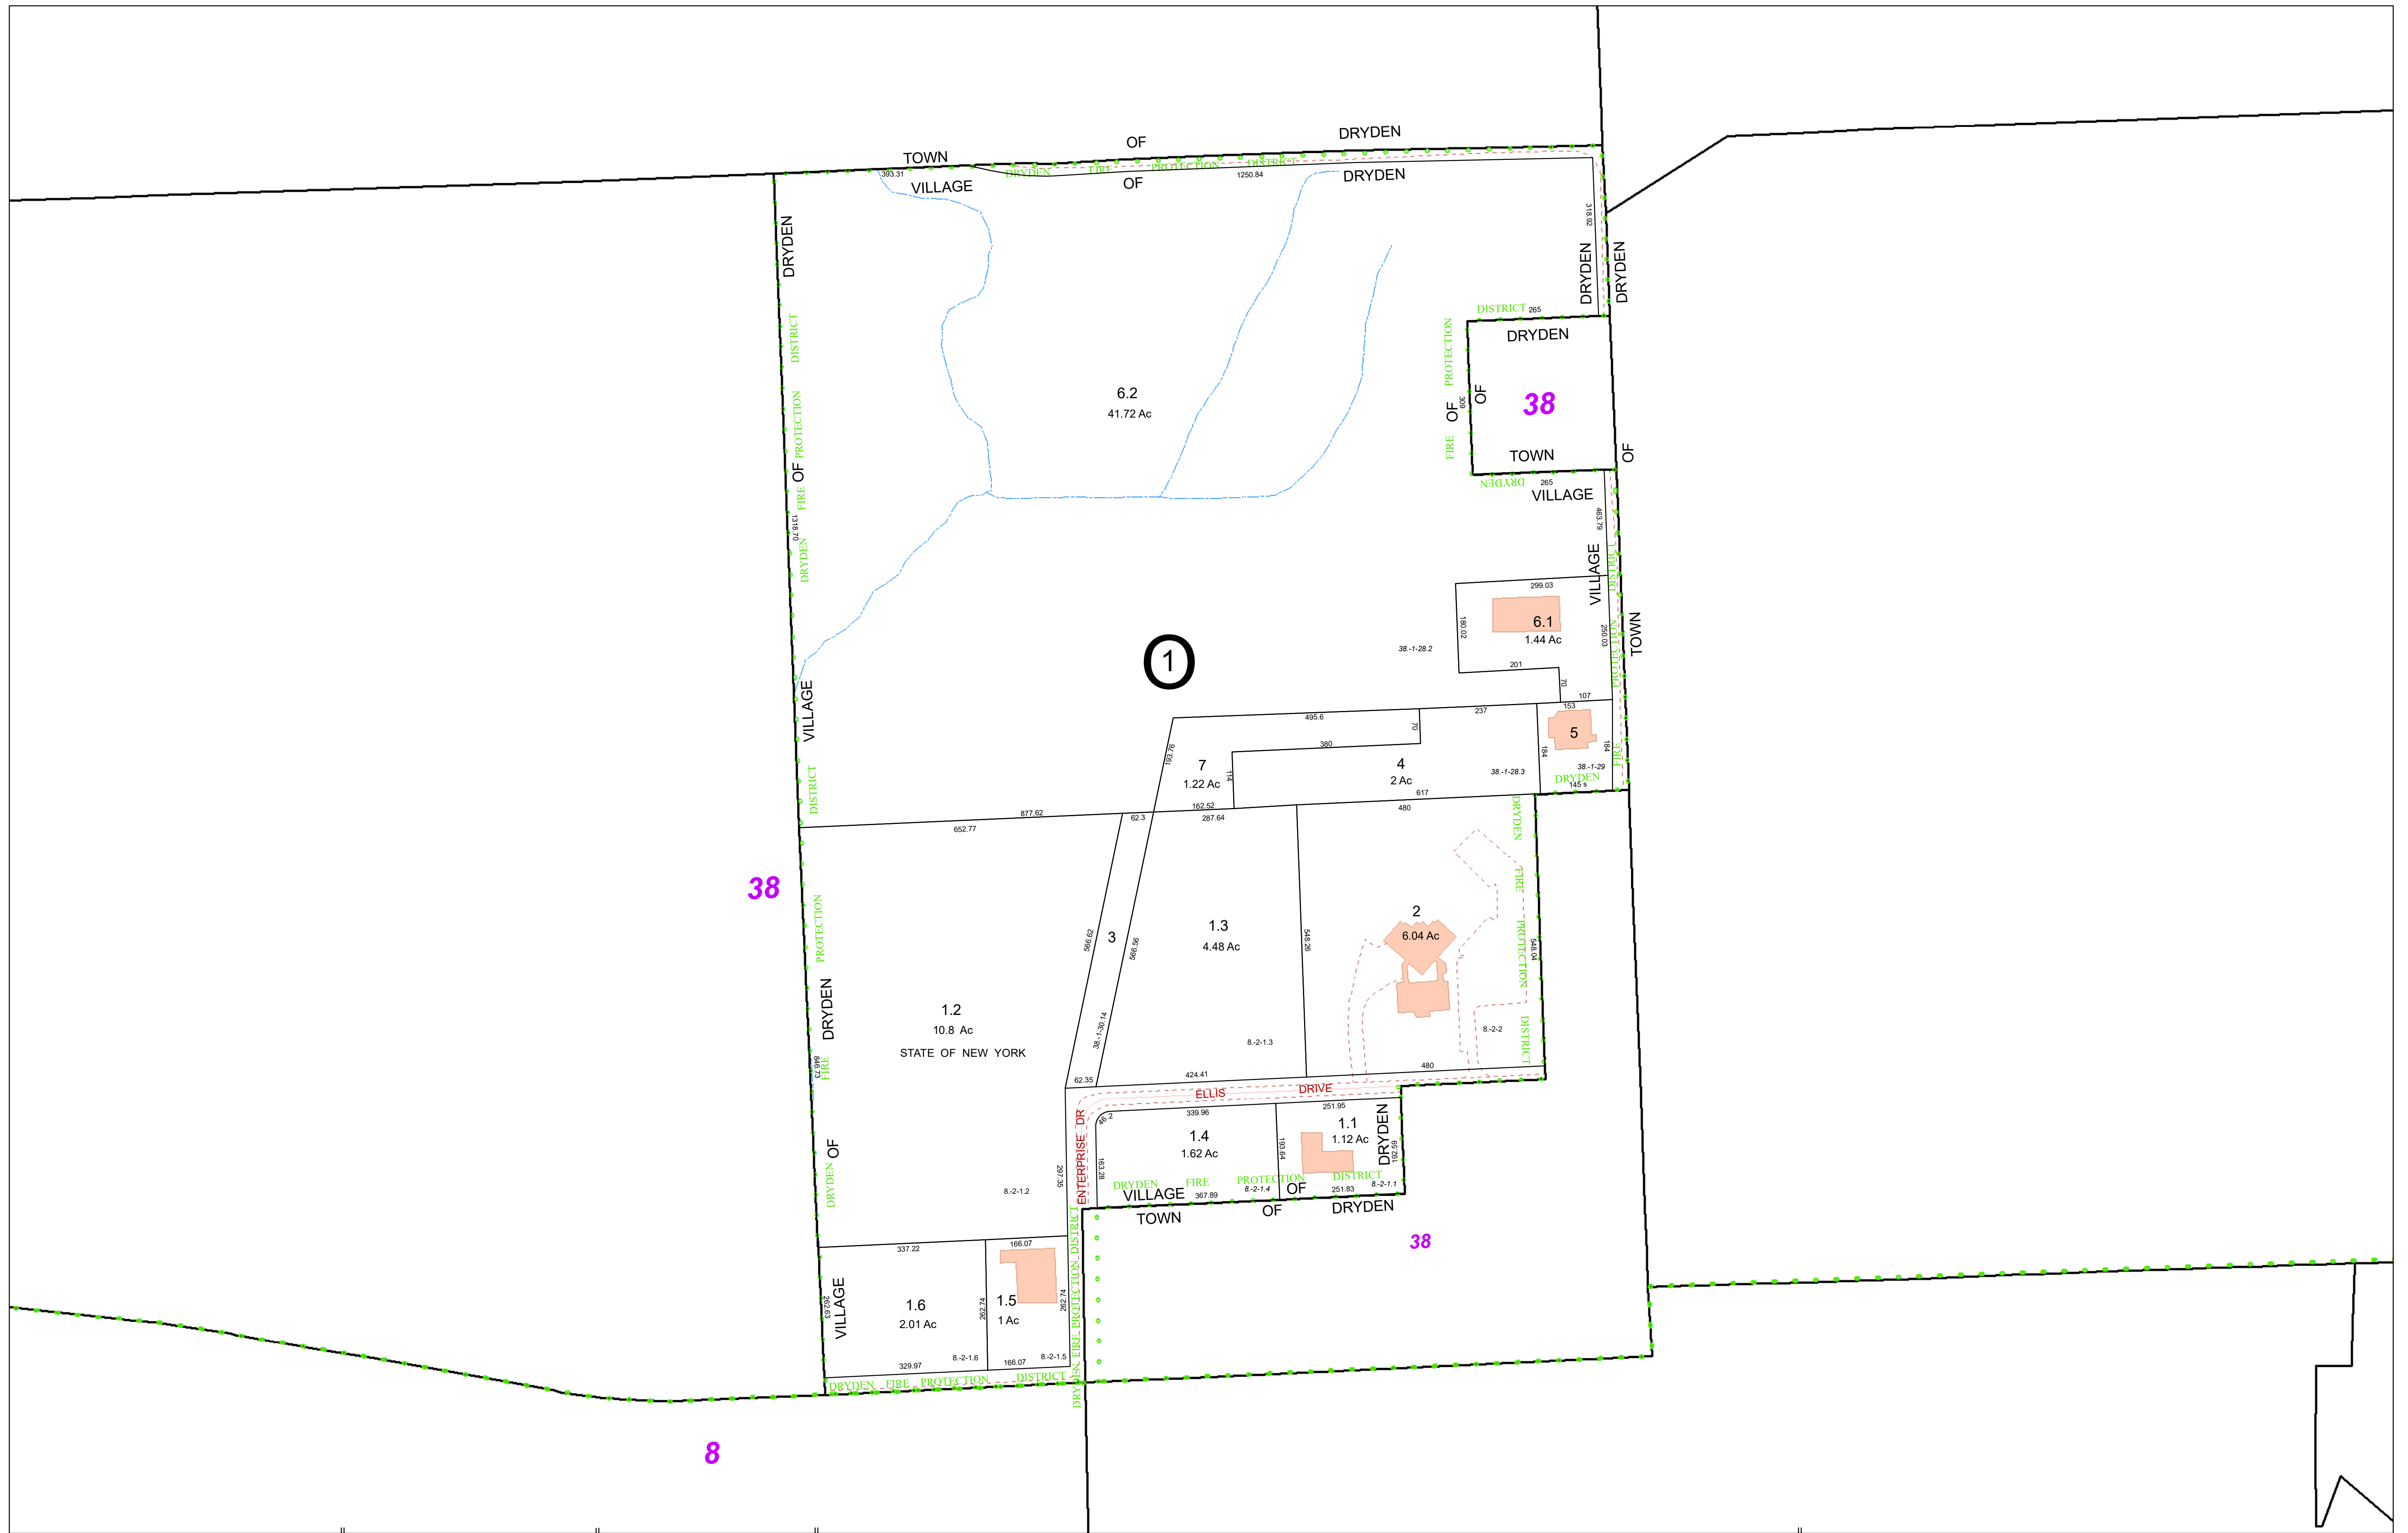 TOWN OF DRYDEN
DRYDEN FIRE PROTECTION DISTRICT
393.31
VILLAGE OF DRYDEN
1250.84
318.92
DRYDEN
DRYDEN
DRYDEN
DISTRICT
DISTRICT 265
DRYDEN
PROTECTION
6.2
41.72 Ac
309
OF
OF
38
PROTECTION
OF
FIRE
TOWN
OF
DRYDEN 265
VILLAGE
FIRE
1318.70
463.79
DRYDEN
VILLAGE
DISTRICT
299.03
180.02
6.1
1.44 Ac
250.03
TOWN
PROTECTION
38.-1-28.2
1
201
70
107
VILLAGE
495.6
237
153
70
5
193.76
380
184
184
FIRE
7
1.22 Ac
114
4
2 Ac
38.-1-28.3
38.-1-29
DRYDEN
145 s
DISTRICT
617
162.52
480
877.62
62.3
287.64
652.77
DRYDEN
38
FIRE
2
6.04 Ac
1.3
4.48 Ac
3
566.62
566.56
548.26
548.04
PROTECTION
PROTECTION
DRYDEN
1.2
10.8 Ac
STATE OF NEW YORK
38.-1-30.14
8.-2-1.3
8.-2-2
DISTRICT
846.73
FIRE
62.35
424.41
480
ELLIS DRIVE
ENTERPRISE DR
46.2
339.96
251.95
1.4
1.62 Ac
1.1
1.12 Ac
193.64
192.59
DRYDEN
OF
163.28
297.35
DRYDEN
DRYDEN FIRE PROTECTION DISTRICT
8.-2-1.2
VILLAGE 367.89 8.-2-1.4 OF 251.83 8.-2-1.1
TOWN OF DRYDEN
38
337.22
166.07
262.63
VILLAGE
1.6
2.01 Ac
262.74
1.5
1 Ac
262.74
DRYDEN FIRE PROTECTION DISTRICT
8.-2-1.6
8.-2-1.5
329.97
166.07
DRYDEN FIRE PROTECTION DISTRICT
8